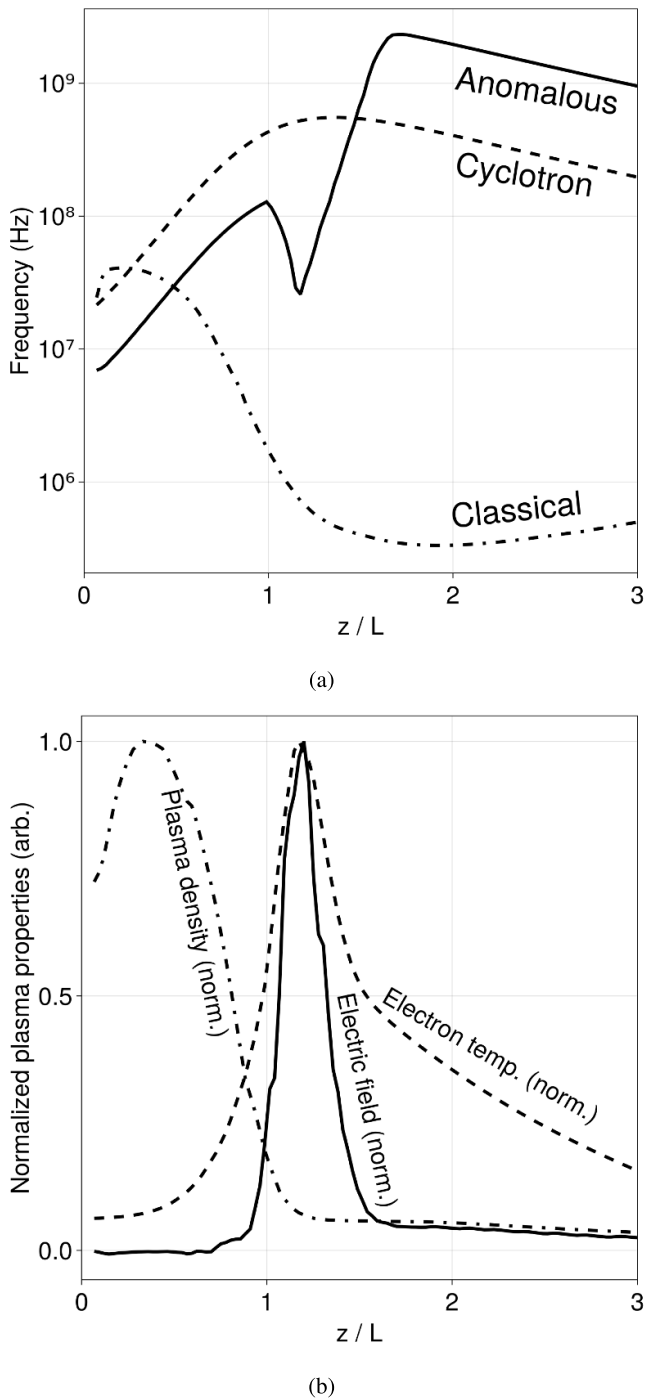 10⁹
10⁸
10⁷
10⁶
Frequency (Hz)
Anomalous
Cyclotron
Classical
0 1 2 3
z / L
(a)
1.0
0.5
0.0
Normalized plasma properties (arb.)
Plasma density (norm.)
Electric field (norm.)
Electron temp. (norm.)
0 1 2 3
z / L
(b)